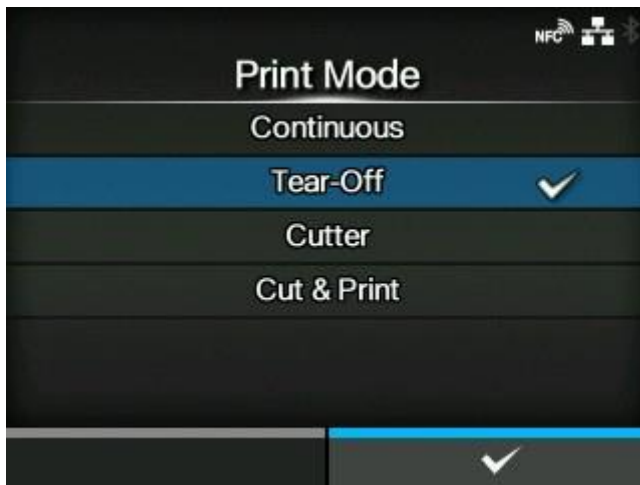 NFC
Print Mode
Continuous
Tear-Off
Cutter
Cut & Print